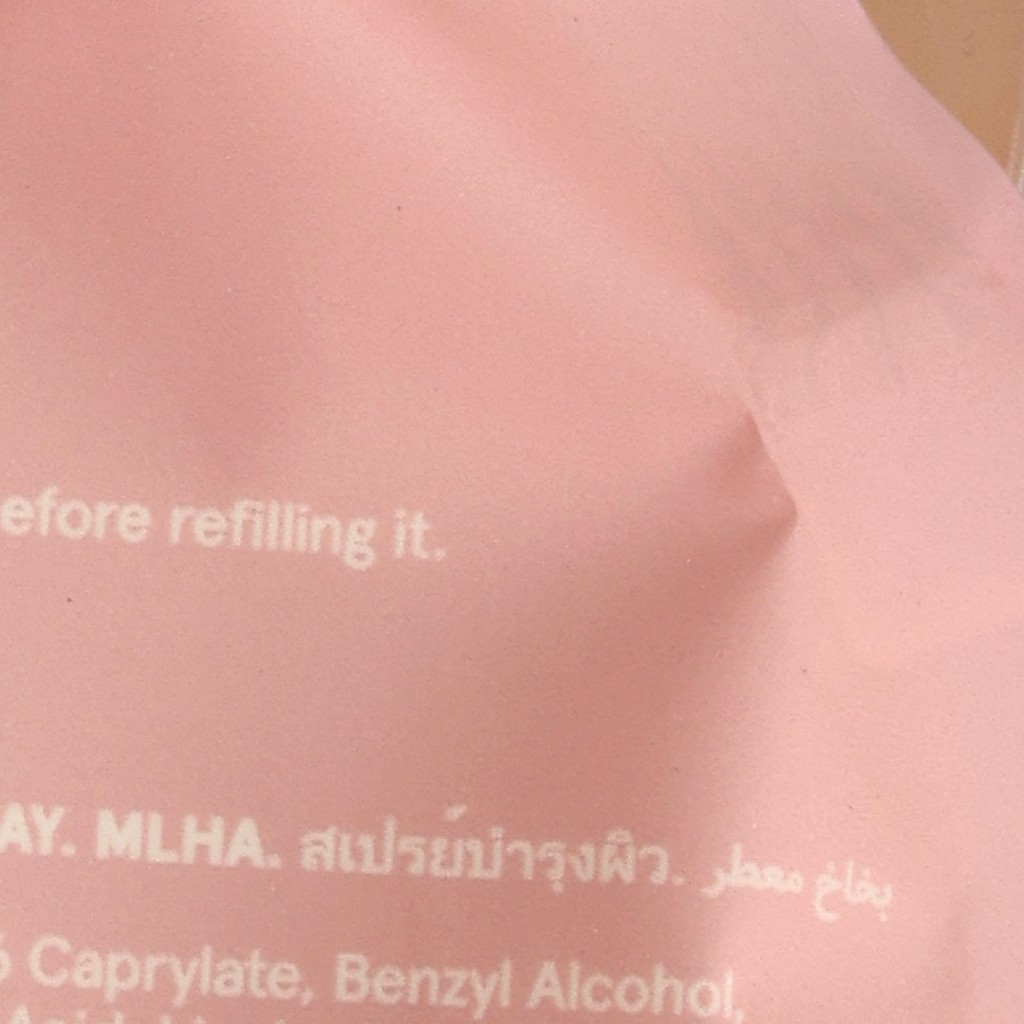 efore refilling it.
AY. MLHA. สเปรย์บำรุงผิว. بخاخ معطر
6 Caprylate, Benzyl Alcohol,